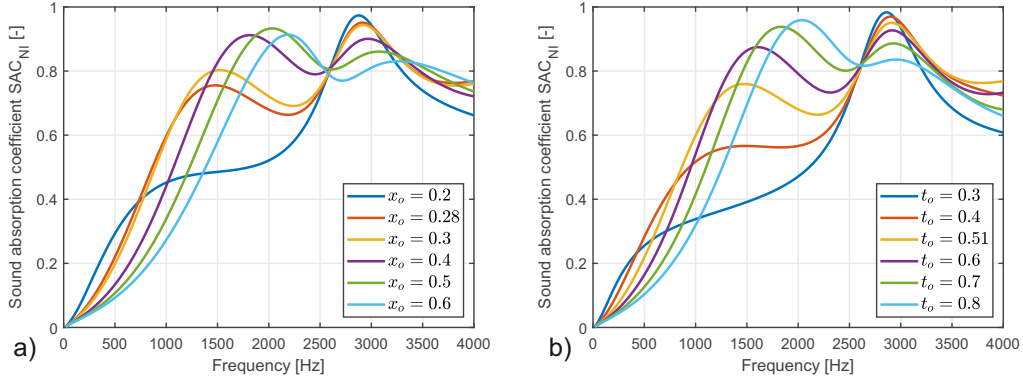 Sound absorption coefficient SAC_NI [-]
1
0.8
0.6
0.4
0.2
0
0 500 1000 1500 2000 2500 3000 3500 4000
Frequency [Hz]
x_o = 0.2
x_o = 0.28
x_o = 0.3
x_o = 0.4
x_o = 0.5
x_o = 0.6
a)
Sound absorption coefficient SAC_NI [-]
1
0.8
0.6
0.4
0.2
0
0 500 1000 1500 2000 2500 3000 3500 4000
Frequency [Hz]
t_o = 0.3
t_o = 0.4
t_o = 0.51
t_o = 0.6
t_o = 0.7
t_o = 0.8
b)